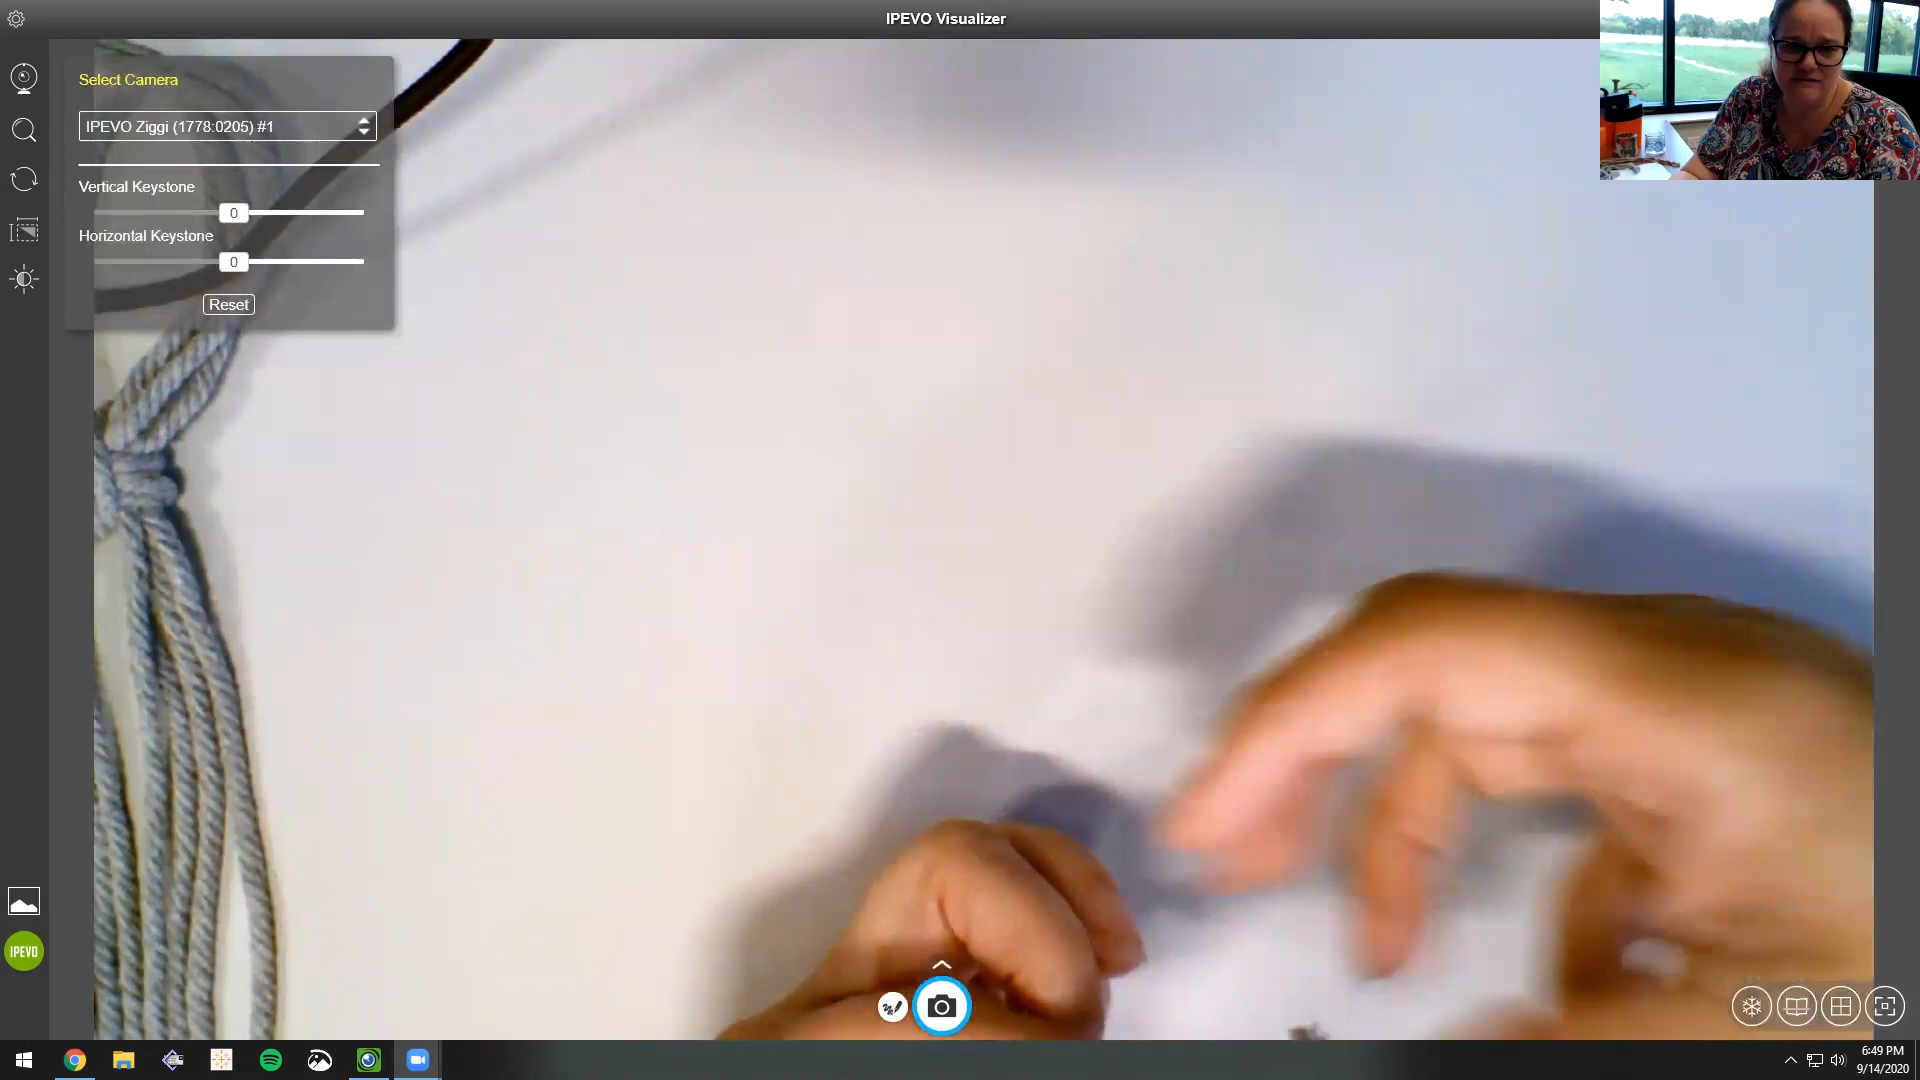 IPEVO Visualizer
Select Camera
IPEVO Ziggi (1778:0205) #1
Vertical Keystone
0
Horizontal Keystone
0
Reset
IPEVO
6:49 PM
9/14/2020